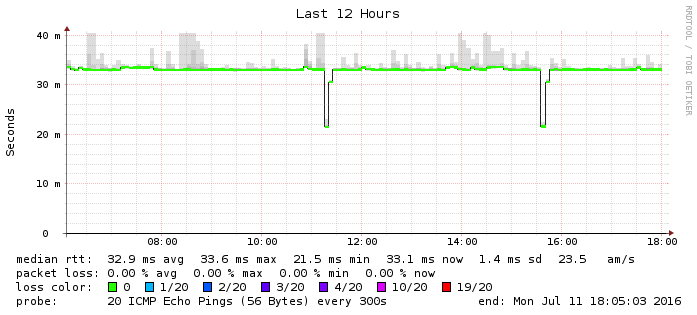 Last 12 Hours
RRDTOOL / TOBI OETIKER
Seconds
40 m
30 m
20 m
10 m
0
08:00 10:00 12:00 14:00 16:00 18:00
median rtt: 32.9 ms avg 33.6 ms max 21.5 ms min 33.1 ms now 1.4 ms sd 23.5 am/s
packet loss: 0.00 % avg 0.00 % max 0.00 % min 0.00 % now
loss color: 0 1/20 2/20 3/20 4/20 10/20 19/20
probe: 20 ICMP Echo Pings (56 Bytes) every 300s end: Mon Jul 11 18:05:03 2016